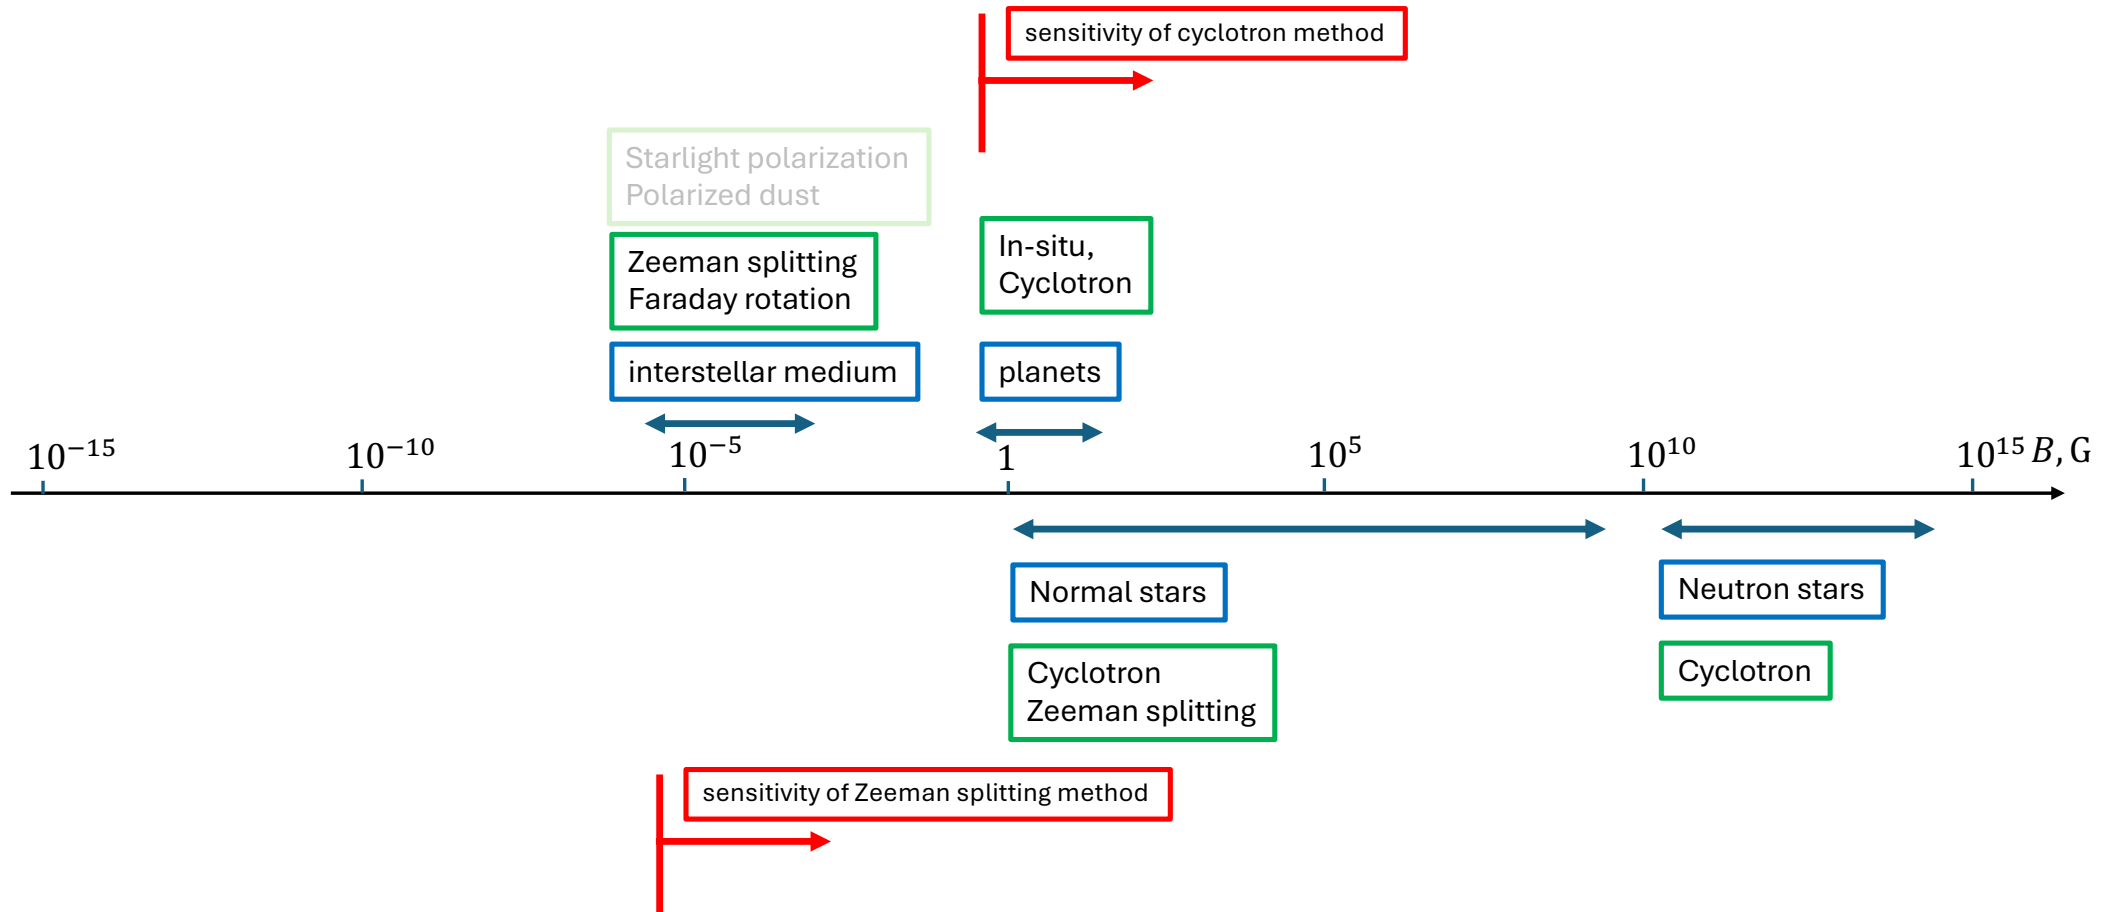 sensitivity of cyclotron method
Starlight polarization
Polarized dust
Zeeman splitting
Faraday rotation
In-situ,
Cyclotron
interstellar medium
planets
10⁻¹⁵
10⁻¹⁰
10⁻⁵
1
10⁵
10¹⁰
10¹⁵ B, G
Normal stars
Neutron stars
Cyclotron
Zeeman splitting
Cyclotron
sensitivity of Zeeman splitting method